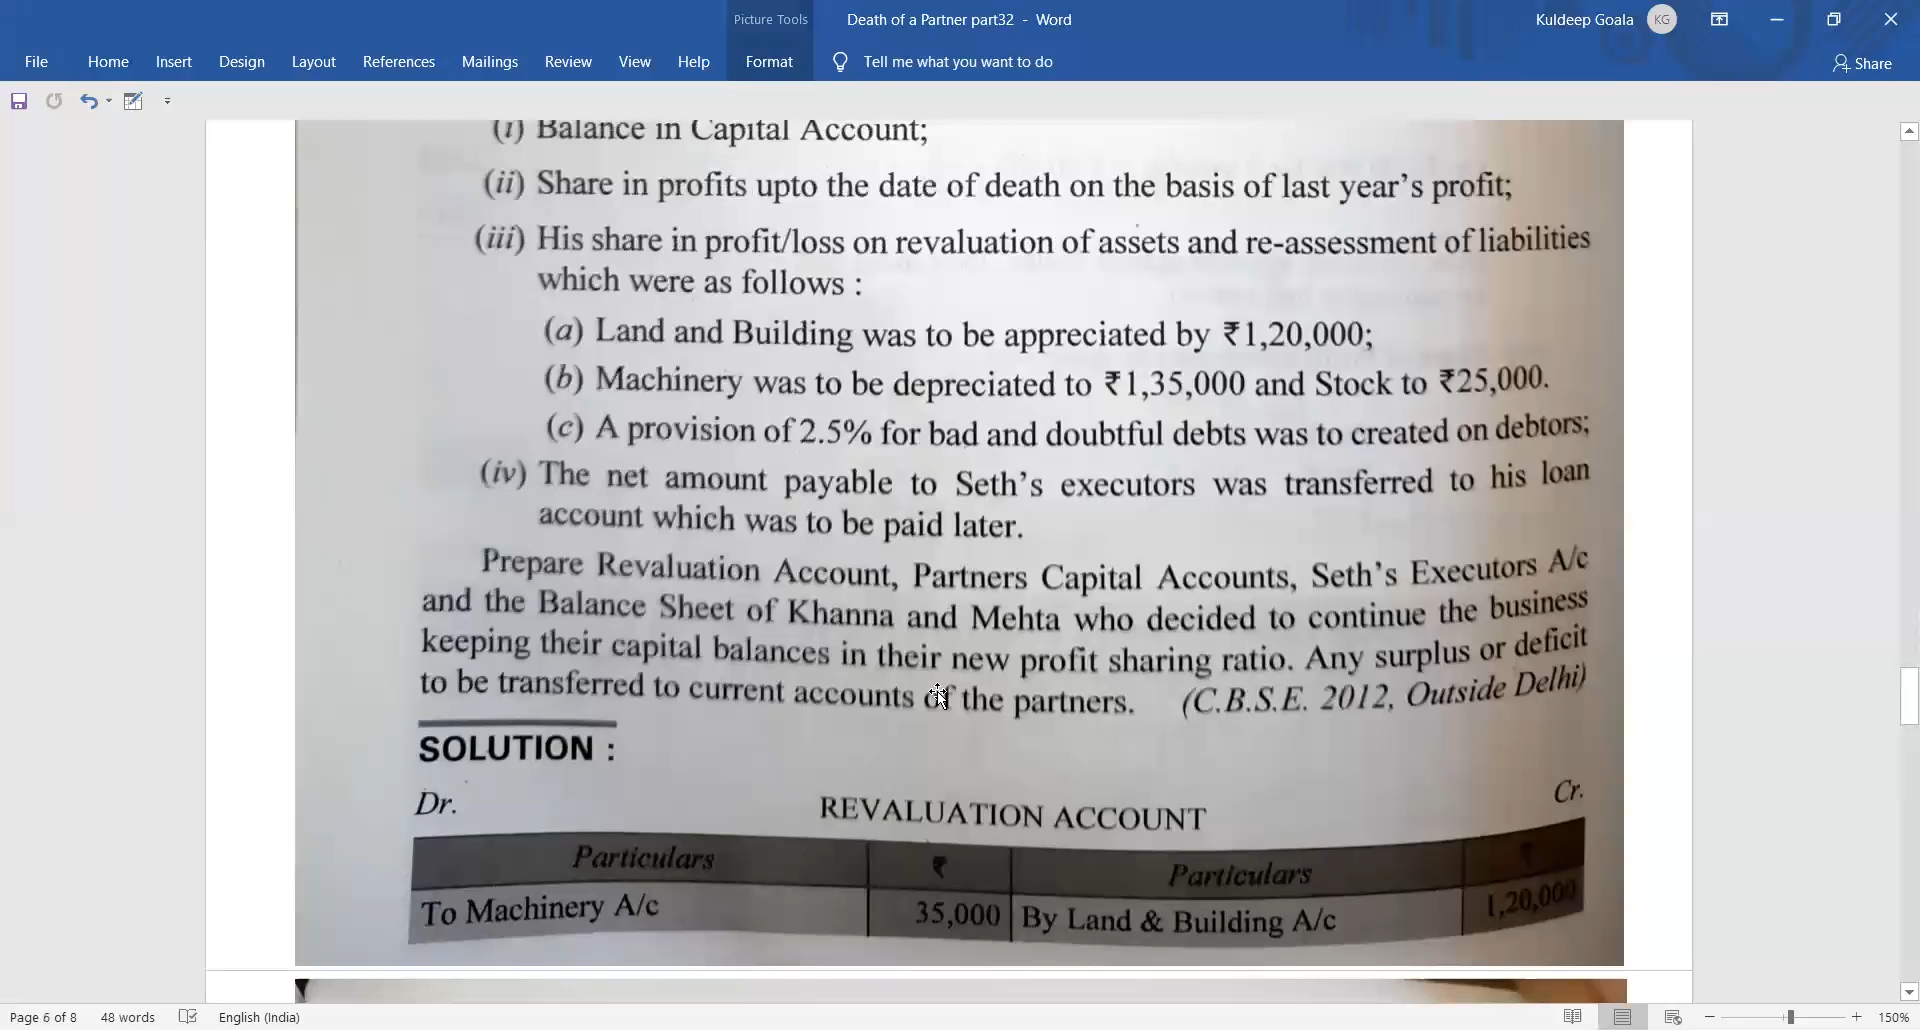 Picture Tools
Death of a Partner part32 - Word
Kuldeep Goala
KG
File Home Insert Design Layout References Mailings Review View Help Format Tell me what you want to do
Share
(i) Balance in Capital Account;
(ii) Share in profits upto the date of death on the basis of last year's profit;
(iii) His share in profit/loss on revaluation of assets and re-assessment of liabilities
which were as follows :
(a) Land and Building was to be appreciated by ₹1,20,000;
(b) Machinery was to be depreciated to ₹1,35,000 and Stock to ₹25,000.
(c) A provision of 2.5% for bad and doubtful debts was to created on debtors;
(iv) The net amount payable to Seth's executors was transferred to his loan
account which was to be paid later.
Prepare Revaluation Account, Partners Capital Accounts, Seth's Executors A/c
and the Balance Sheet of Khanna and Mehta who decided to continue the business
keeping their capital balances in their new profit sharing ratio. Any surplus or deficit
to be transferred to current accounts of the partners. (C.B.S.E. 2012, Outside Delhi)
SOLUTION :
Dr. REVALUATION ACCOUNT Cr.
Particulars ₹ Particulars ₹
To Machinery A/c 35,000 By Land & Building A/c 1,20,000
Page 6 of 8 48 words English (India)
150%